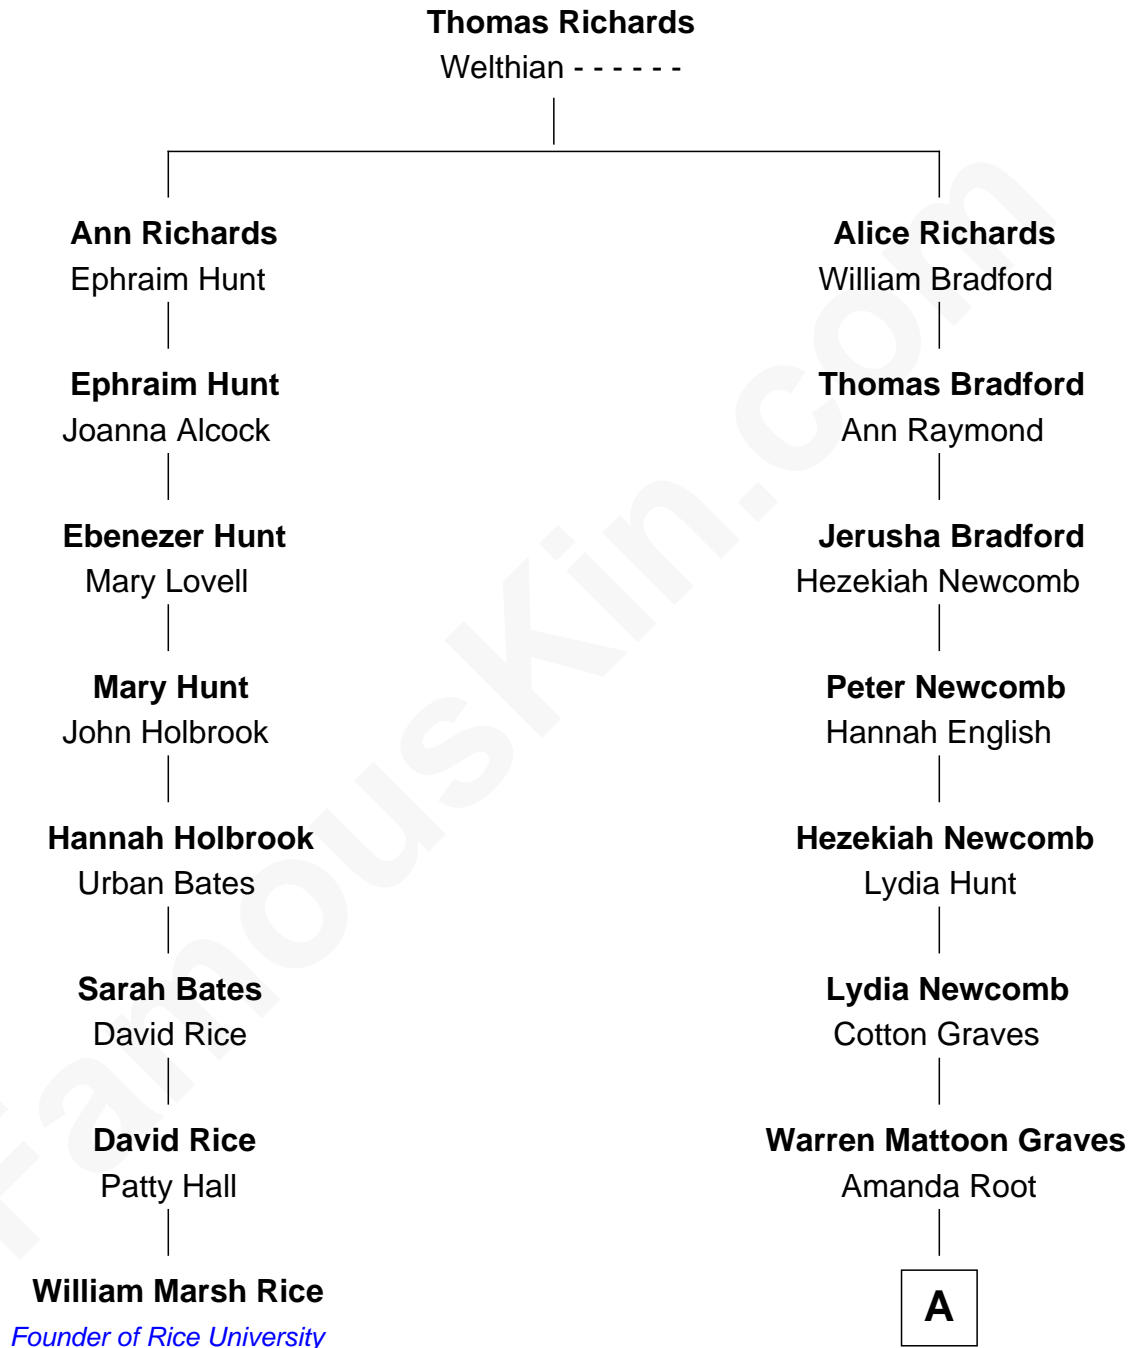 Thomas Richards
Welthian - - - - - -
Ann Richards
Ephraim Hunt
Alice Richards
William Bradford
Ephraim Hunt
Joanna Alcock
Thomas Bradford
Ann Raymond
Ebenezer Hunt
Mary Lovell
Jerusha Bradford
Hezekiah Newcomb
Mary Hunt
John Holbrook
Peter Newcomb
Hannah English
Hannah Holbrook
Urban Bates
Hezekiah Newcomb
Lydia Hunt
Sarah Bates
David Rice
Lydia Newcomb
Cotton Graves
David Rice
Patty Hall
Warren Mattoon Graves
Amanda Root
William Marsh Rice
Founder of Rice University
A
FamousKin.com